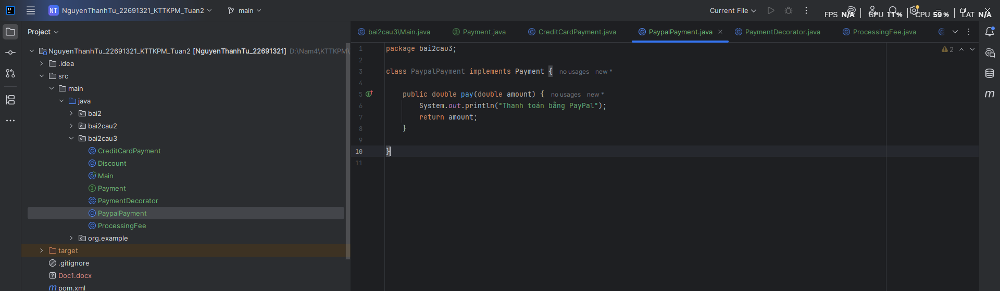 NT NguyenThanhTu_22691321_KTTKPM_Tuan2 main Current File
FPS N/A GPU 11% CPU 59% LAT N/A
Project
bai2cau3\Main.java Payment.java CreditCardPayment.java PaypalPayment.java PaymentDecorator.java ProcessingFee.java
NguyenThanhTu_22691321_KTTKPM_Tuan2 [NguyenThanhTu_22691321] D:\Nam4\KTTKPM\
.idea
src
main
java
bai2
bai2cau2
bai2cau3
CreditCardPayment
Discount
Main
Payment
PaymentDecorator
PaypalPayment
ProcessingFee
org.example
target
.gitignore
Doc1.docx
pom.xml
1 package bai2cau3;
2
3 class PaypalPayment implements Payment { no usages new *
4
5 public double pay(double amount) { no usages new *
6 System.out.println("Thanh toán bằng PayPal");
7 return amount;
8 }
9
10 }
11
2